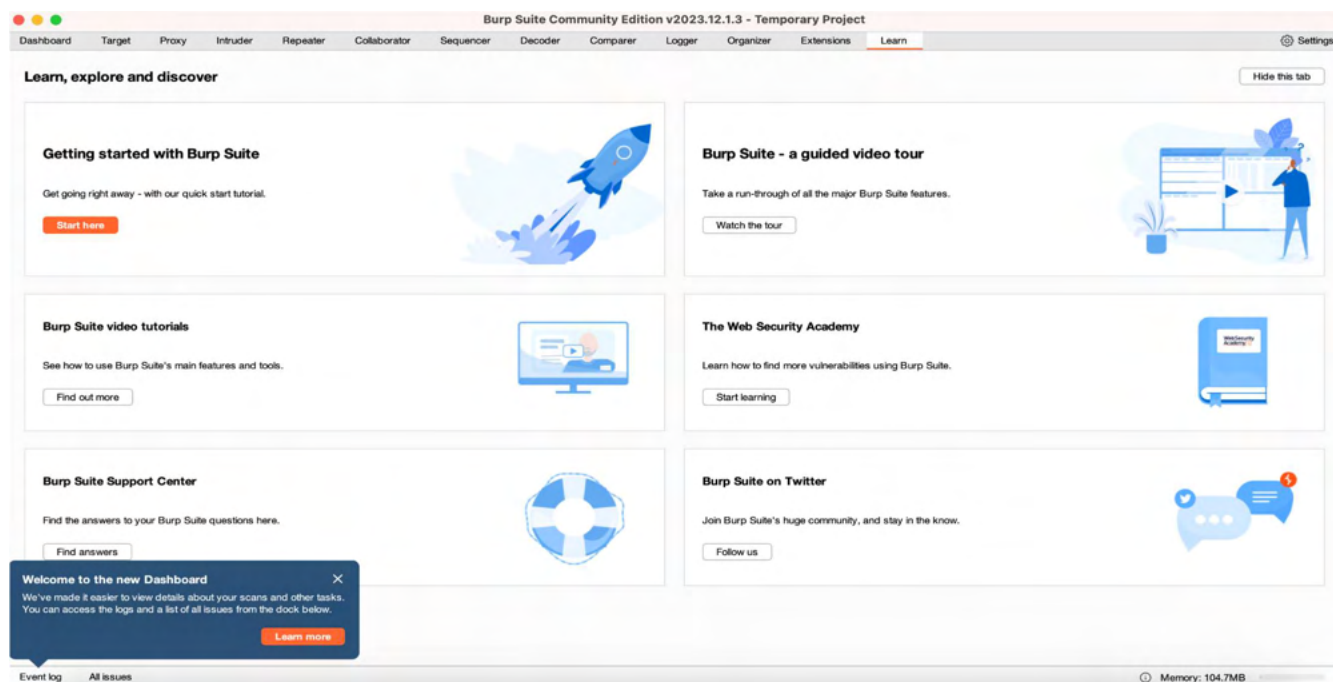 Burp Suite Community Edition v2023.12.1.3 - Temporary Project
Dashboard Target Proxy Intruder Repeater Collaborator Sequencer Decoder Comparer Logger Organizer Extensions Learn Settings
Learn, explore and discover
Hide this tab
Getting started with Burp Suite
Get going right away - with our quick start tutorial.
Start here
Burp Suite - a guided video tour
Take a run-through of all the major Burp Suite features.
Watch the tour
Burp Suite video tutorials
See how to use Burp Suite's main features and tools.
Find out more
The Web Security Academy
Learn how to find more vulnerabilities using Burp Suite.
Start learning
WebSecurity
Academy
Burp Suite Support Center
Find the answers to your Burp Suite questions here.
Find answers
Burp Suite on Twitter
Join Burp Suite's huge community, and stay in the know.
Follow us
Welcome to the new Dashboard
We've made it easier to view details about your scans and other tasks.
You can access the logs and a list of all issues from the dock below.
Learn more
Event log All issues
Memory: 104.7MB